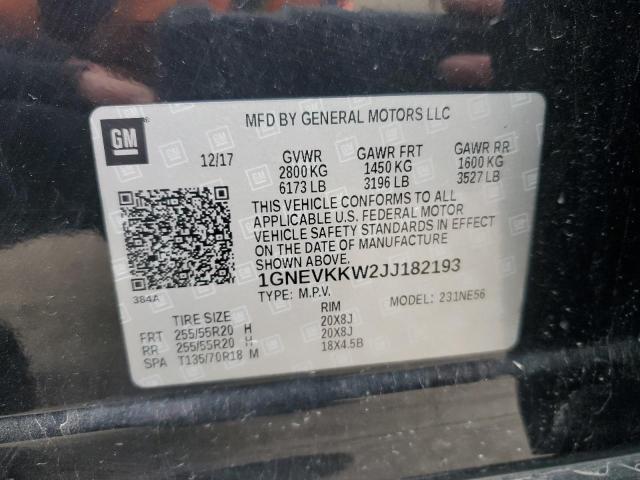 MFD BY GENERAL MOTORS LLC
GM
12/17 GVWR GAWR FRT GAWR RR
2800 KG 1450 KG 1600 KG
6173 LB 3196 LB 3527 LB
THIS VEHICLE CONFORMS TO ALL
APPLICABLE U.S. FEDERAL MOTOR
VEHICLE SAFETY STANDARDS IN EFFECT
ON THE DATE OF MANUFACTURE
SHOWN ABOVE.
1GNEVKKW2JJ182193
384A
TYPE: M.P.V. MODEL: 231NE56
TIRE SIZE RIM
FRT 255/55R20 H 20X8J
RR 255/55R20 H 20X8J
SPA T135/70R18 M 18X4.5B